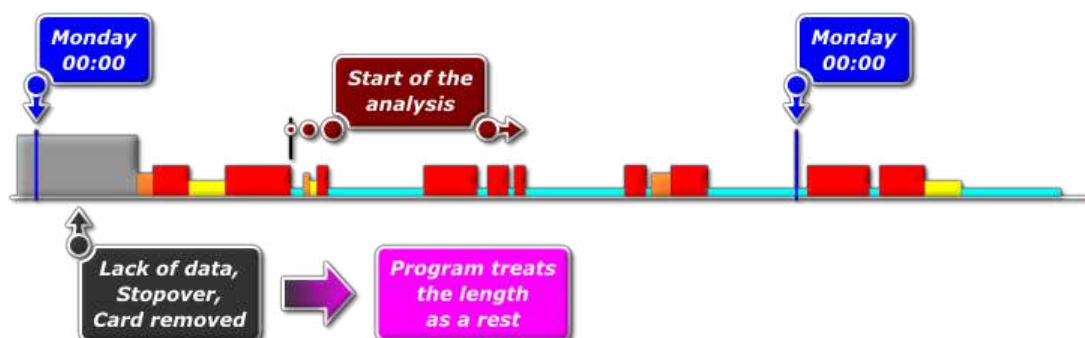 Monday
00:00
Monday
00:00
Start of the
analysis
Lack of data,
Stopover,
Card removed
Program treats
the length
as a rest